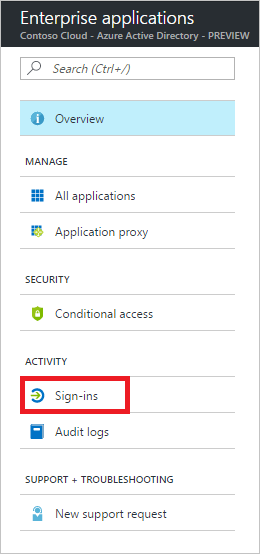 Enterprise applications
Contoso Cloud - Azure Active Directory - PREVIEW
Search (Ctrl+/)
Overview
MANAGE
All applications
Application proxy
SECURITY
Conditional access
ACTIVITY
Sign-ins
Audit logs
SUPPORT + TROUBLESHOOTING
New support request